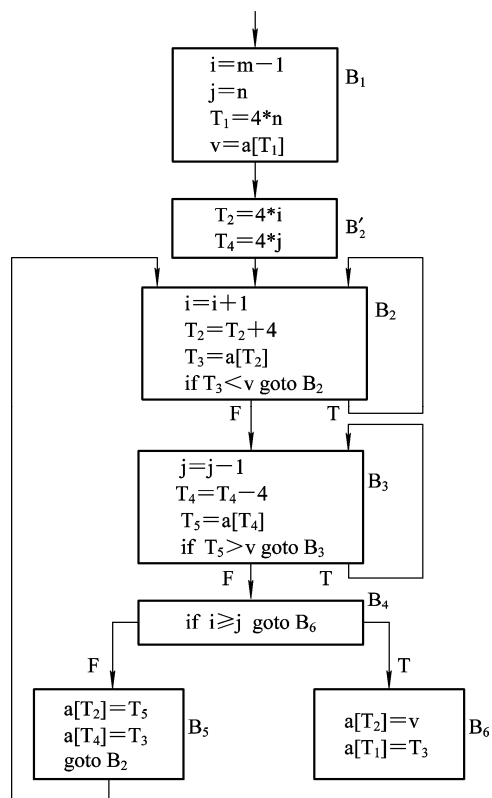 i=m−1
j=n
T₁=4*n
v=a[T₁]
B₁
T₂=4*i
T₄=4*j
B′₂
i=i+1
T₂=T₂+4
T₃=a[T₂]
if T₃<v goto B₂
B₂
F
T
j=j−1
T₄=T₄−4
T₅=a[T₄]
if T₅>v goto B₃
B₃
F
T
if i≥j goto B₆
B₄
F
T
a[T₂]=T₅
a[T₄]=T₃
goto B₂
B₅
a[T₂]=v
a[T₁]=T₃
B₆